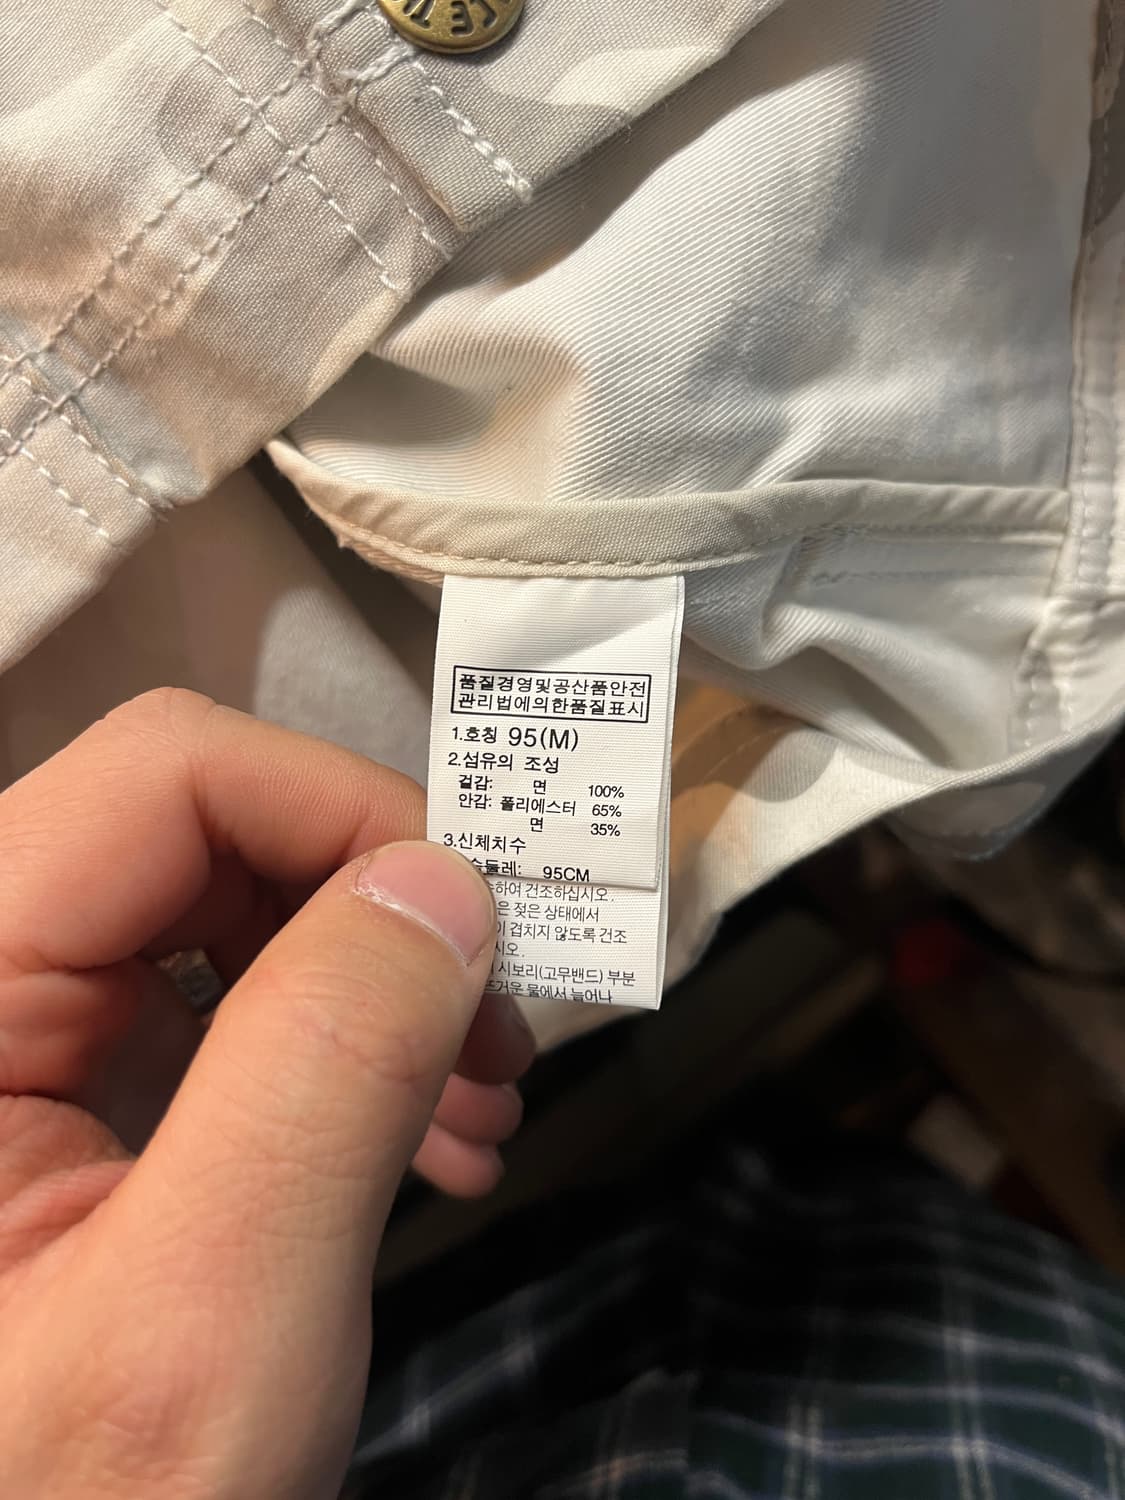 품질경영및공산품안전
관리법에의한품질표시
1.호칭 95(M)
2.섬유의 조성
겉감: 면 100%
안감: 폴리에스터 65%
면 35%
3.신체치수
95CM
건조하십시오.
은 젖은 상태에서
이 겹치지 않도록 건조
시오.
시보리(고무밴드) 부분
물에서 늘어나